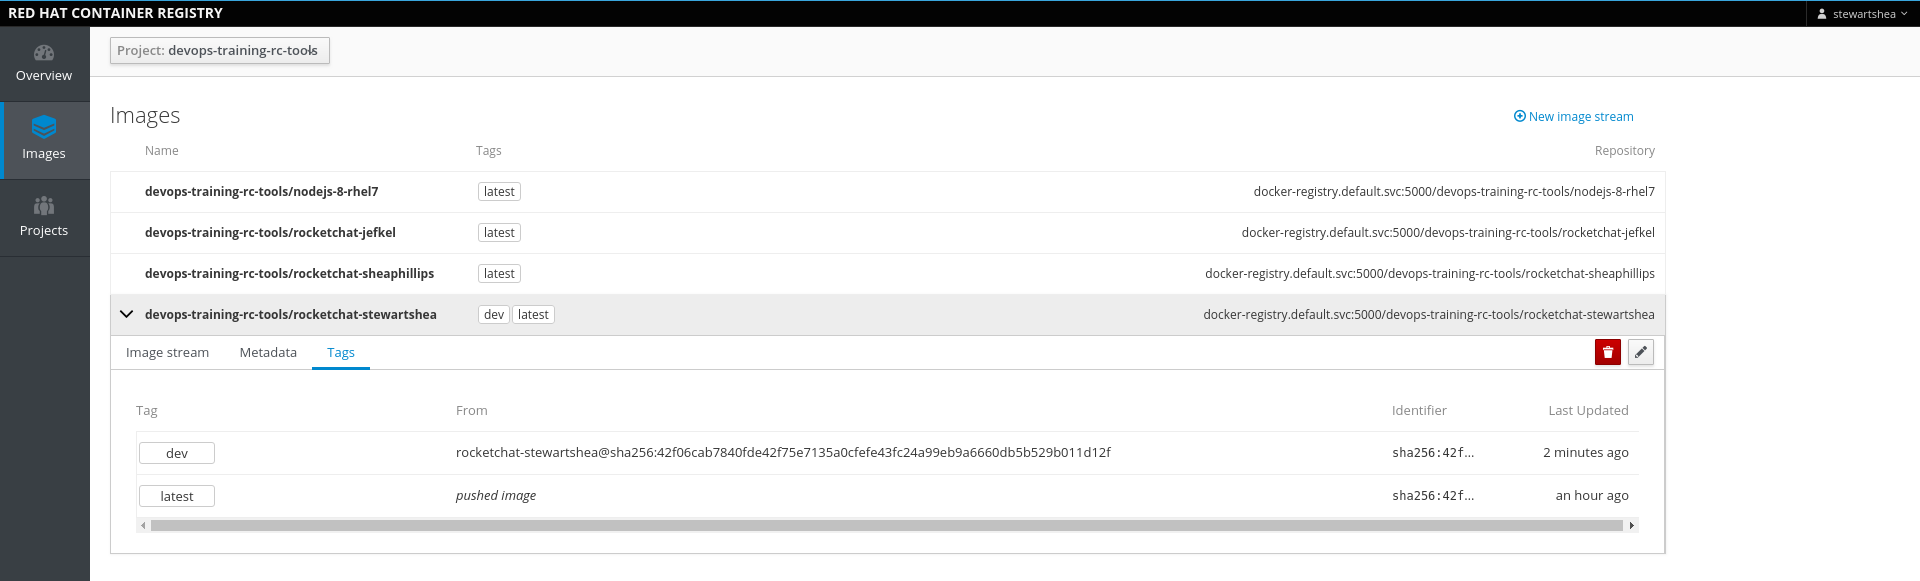 RED HAT CONTAINER REGISTRY
stewartshea
Overview
Images
Projects
Project: devops-training-rc-tools
Images
New image stream
Name Tags Repository
devops-training-rc-tools/nodejs-8-rhel7 latest docker-registry.default.svc:5000/devops-training-rc-tools/nodejs-8-rhel7
devops-training-rc-tools/rocketchat-jefkel latest docker-registry.default.svc:5000/devops-training-rc-tools/rocketchat-jefkel
devops-training-rc-tools/rocketchat-sheaphillips latest docker-registry.default.svc:5000/devops-training-rc-tools/rocketchat-sheaphillips
devops-training-rc-tools/rocketchat-stewartshea dev latest docker-registry.default.svc:5000/devops-training-rc-tools/rocketchat-stewartshea
Image stream Metadata Tags
Tag From Identifier Last Updated
dev rocketchat-stewartshea@sha256:42f06cab7840fde42f75e7135a0cfefe43fc24a99eb9a6660db5b529b011d12f sha256:42f… 2 minutes ago
latest pushed image sha256:42f… an hour ago